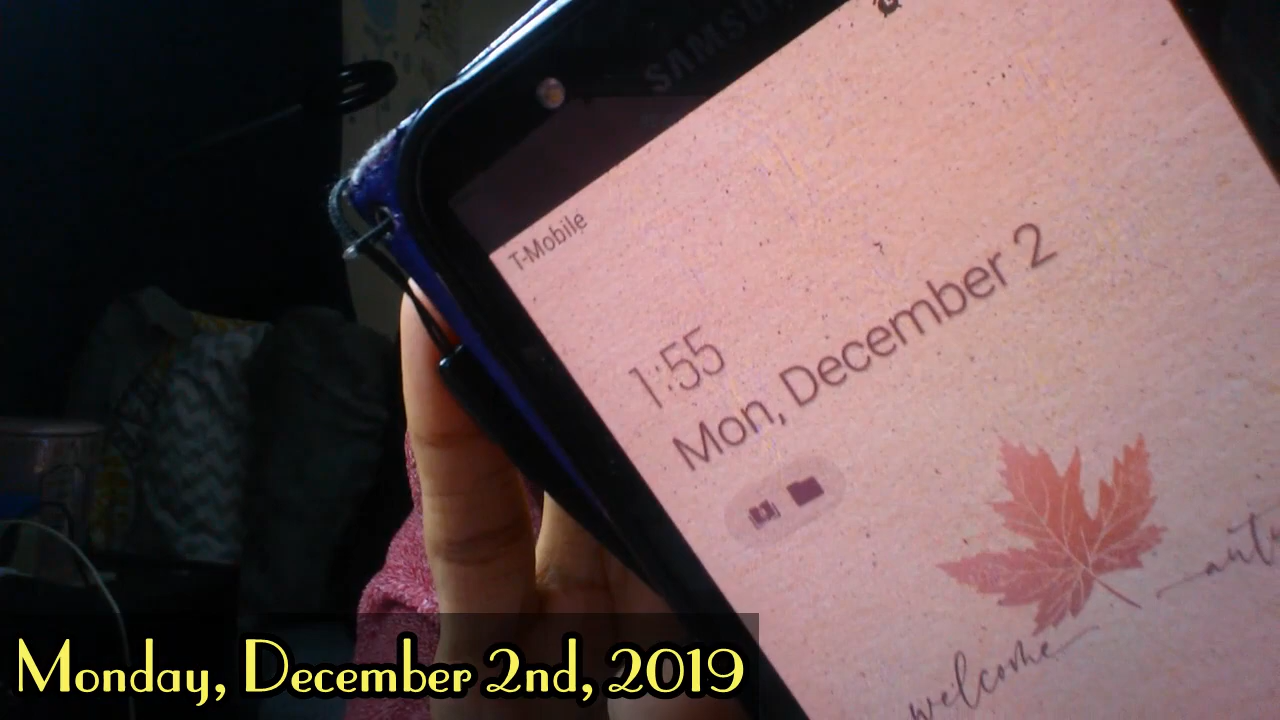 SAMSUNG
T-Mobile
1:55
Mon, December 2
welcome
Monday, December 2nd, 2019